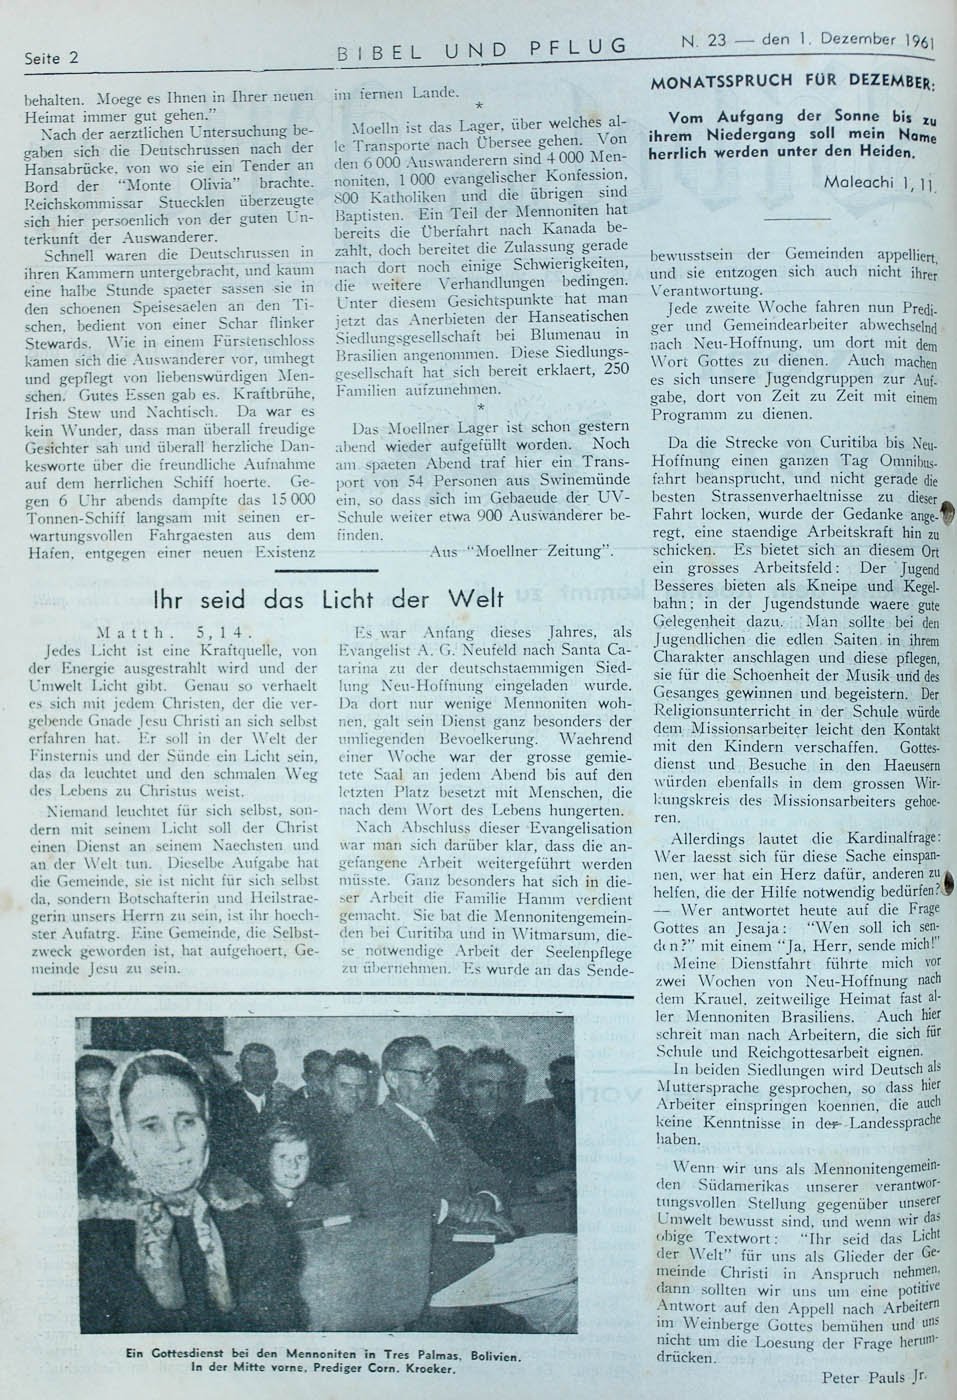 Seite 2
BIBEL UND PFLUG
N. 23 — den 1. Dezember 1961
behalten. Moege es Ihnen in Ihrer neuen
Heimat immer gut gehen."
Nach der aerztlichen Untersuchung be-
gaben sich die Deutschrussen nach der
Hansabrücke, von wo sie ein Tender an
Bord der "Monte Olivia" brachte.
Reichskommissar Stuecklen überzeugte
sich hier persoenlich von der guten Un-
terkunft der Auswanderer.
Schnell waren die Deutschrussen in
ihren Kammern untergebracht, und kaum
eine halbe Stunde spaeter sassen sie in
den schoenen Speisesaelen an den Ti-
schen, bedient von einer Schar flinker
Stewards. Wie in einem Fürstenschloss
kamen sich die Auswanderer vor, umhegt
und gepflegt von liebenswürdigen Men-
schen. Gutes Essen gab es. Kraftbrühe,
Irish Stew und Nachtisch. Da war es
kein Wunder, dass man überall freudige
Gesichter sah und überall herzliche Dan-
kesworte über die freundliche Aufnahme
auf dem herrlichen Schiff hoerte. Ge-
gen 6 Uhr abends dampfte das 15 000
Tonnen-Schiff langsam mit seinen er-
wartungsvollen Fahrgaesten aus dem
Hafen, entgegen einer neuen Existenz
im fernen Lande.
*
Moelln ist das Lager, über welches al-
le Transporte nach Übersee gehen. Von
den 6 000 Auswanderern sind 4 000 Men-
noniten, 1 000 evangelischer Konfession,
800 Katholiken und die übrigen sind
Baptisten. Ein Teil der Mennoniten hat
bereits die Überfahrt nach Kanada be-
zahlt, doch bereitet die Zulassung gerade
nach dort noch einige Schwierigkeiten,
die weitere Verhandlungen bedingen.
Unter diesem Gesichtspunkte hat man
jetzt das Anerbieten der Hanseatischen
Siedlungsgesellschaft bei Blumenau in
Brasilien angenommen. Diese Siedlungs-
gesellschaft hat sich bereit erklaert, 250
Familien aufzunehmen.
*
Das Moellner Lager ist schon gestern
abend wieder aufgefüllt worden. Noch
am spaeten Abend traf hier ein Trans-
port von 54 Personen aus Swinemünde
ein, so dass sich im Gebaeude der UV-
Schule weiter etwa 900 Auswanderer be-
finden.
Aus "Moellner Zeitung".
Ihr seid das Licht der Welt
Matth. 5,14.
Jedes Licht ist eine Kraftquelle, von
der Energie ausgestrahlt wird und der
Umwelt Licht gibt. Genau so verhaelt
es sich mit jedem Christen, der die ver-
gebende Gnade Jesu Christi an sich selbst
erfahren hat. Er soll in der Welt der
Finsternis und der Sünde ein Licht sein,
das da leuchtet und den schmalen Weg
des Lebens zu Christus weist.
Niemand leuchtet für sich selbst, son-
dern mit seinem Licht soll der Christ
einen Dienst an seinem Naechsten und
an der Welt tun. Dieselbe Aufgabe hat
die Gemeinde, sie ist nicht für sich selbst
da, sondern Botschafterin und Heilstrae-
gerin unsers Herrn zu sein, ist ihr hoech-
ster Aufatrg. Eine Gemeinde, die Selbst-
zweck geworden ist, hat aufgehoert, Ge-
meinde Jesu zu sein.
Es war Anfang dieses Jahres, als
Evangelist A. G. Neufeld nach Santa Ca-
tarina zu der deutschstaemmigen Sied-
lung Neu-Hoffnung eingeladen wurde.
Da dort nur wenige Mennoniten woh-
nen, galt sein Dienst ganz besonders der
umliegenden Bevoelkerung. Waehrend
einer Woche war der grosse gemie-
tete Saal an jedem Abend bis auf den
letzten Platz besetzt mit Menschen, die
nach dem Wort des Lebens hungerten.
Nach Abschluss dieser Evangelisation
war man sich darüber klar, dass die an-
gefangene Arbeit weitergeführt werden
müsste. Ganz besonders hat sich in die-
ser Arbeit die Familie Hamm verdient
gemacht. Sie bat die Mennonitengemein-
den bei Curitiba und in Witmarsum, die-
se notwendige Arbeit der Seelenpflege
zu übernehmen. Es wurde an das Sende-
Ein Gottesdienst bei den Mennoniten in Tres Palmas, Bolivien.
In der Mitte vorne, Prediger Corn. Kroeker.
MONATSSPRUCH FÜR DEZEMBER:
Vom Aufgang der Sonne bis zu
ihrem Niedergang soll mein Name
herrlich werden unter den Heiden.
Maleachi 1, 11.
bewusstsein der Gemeinden appelliert,
und sie entzogen sich auch nicht ihrer
Verantwortung.
Jede zweite Woche fahren nun Predi-
ger und Gemeindearbeiter abwechselnd
nach Neu-Hoffnung, um dort mit dem
Wort Gottes zu dienen. Auch machen
es sich unsere Jugendgruppen zur Auf-
gabe, dort von Zeit zu Zeit mit einem
Programm zu dienen.
Da die Strecke von Curitiba bis Neu-
Hoffnung einen ganzen Tag Omnibus-
fahrt beansprucht, und nicht gerade die
besten Strassenverhaeltnisse zu dieser
Fahrt locken, wurde der Gedanke ange-
regt, eine staendige Arbeitskraft hin zu
schicken. Es bietet sich an diesem Ort
ein grosses Arbeitsfeld: Der Jugend
Besseres bieten als Kneipe und Kegel-
bahn; in der Jugendstunde waere gute
Gelegenheit dazu. Man sollte bei den
Jugendlichen die edlen Saiten in ihrem
Charakter anschlagen und diese pflegen,
sie für die Schoenheit der Musik und des
Gesanges gewinnen und begeistern. Der
Religionsunterricht in der Schule würde
dem Missionsarbeiter leicht den Kontakt
mit den Kindern verschaffen. Gottes-
dienst und Besuche in den Haeusern
würden ebenfalls in dem grossen Wir-
kungskreis des Missionsarbeiters gehoe-
ren.
Allerdings lautet die Kardinalfrage:
Wer laesst sich für diese Sache einspan-
nen, wer hat ein Herz dafür, anderen zu
helfen, die der Hilfe notwendig bedürfen?
— Wer antwortet heute auf die Frage
Gottes an Jesaja: "Wen soll ich sen-
den?" mit einem "Ja, Herr, sende mich!"
Meine Dienstfahrt führte mich vor
zwei Wochen von Neu-Hoffnung nach
dem Krauel, zeitweilige Heimat fast al-
ler Mennoniten Brasiliens. Auch hier
schreit man nach Arbeitern, die sich für
Schule und Reichgottesarbeit eignen.
In beiden Siedlungen wird Deutsch als
Muttersprache gesprochen, so dass hier
Arbeiter einspringen koennen, die auch
keine Kenntnisse in der Landessprache
haben.
Wenn wir uns als Mennonitengemein-
den Südamerikas unserer verantwor-
tungsvollen Stellung gegenüber unserer
Umwelt bewusst sind, und wenn wir das
obige Textwort: "Ihr seid das Licht
der Welt" für uns als Glieder der Ge-
meinde Christi in Anspruch nehmen,
dann sollten wir uns um eine potitive
Antwort auf den Appell nach Arbeitern
im Weinberge Gottes bemühen und uns
nicht um die Loesung der Frage herum-
drücken.
Peter Pauls Jr.